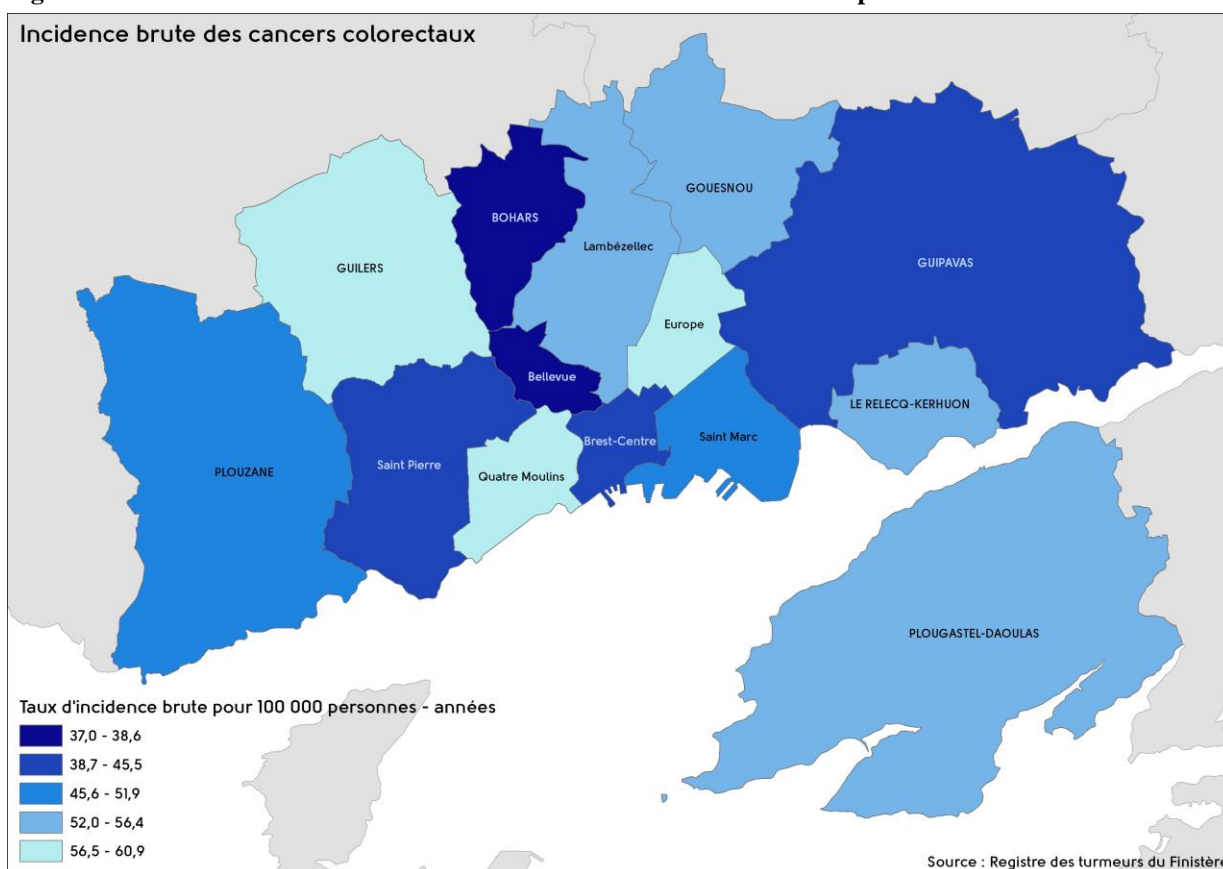 Incidence brute des cancers colorectaux
GOUESNOU
BOHARS
Lambézellec
GUILERS
GUIPAVAS
Europe
Bellevue
LE RELECQ-KERHUON
Saint Marc
Brest-Centre
Saint Pierre
PLOUZANE
Quatre Moulins
PLOUGASTEL-DAOULAS
Taux d'incidence brute pour 100 000 personnes - années
37,0 - 38,6
38,7 - 45,5
45,6 - 51,9
52,0 - 56,4
56,5 - 60,9
Source : Registre des turmeurs du Finistère